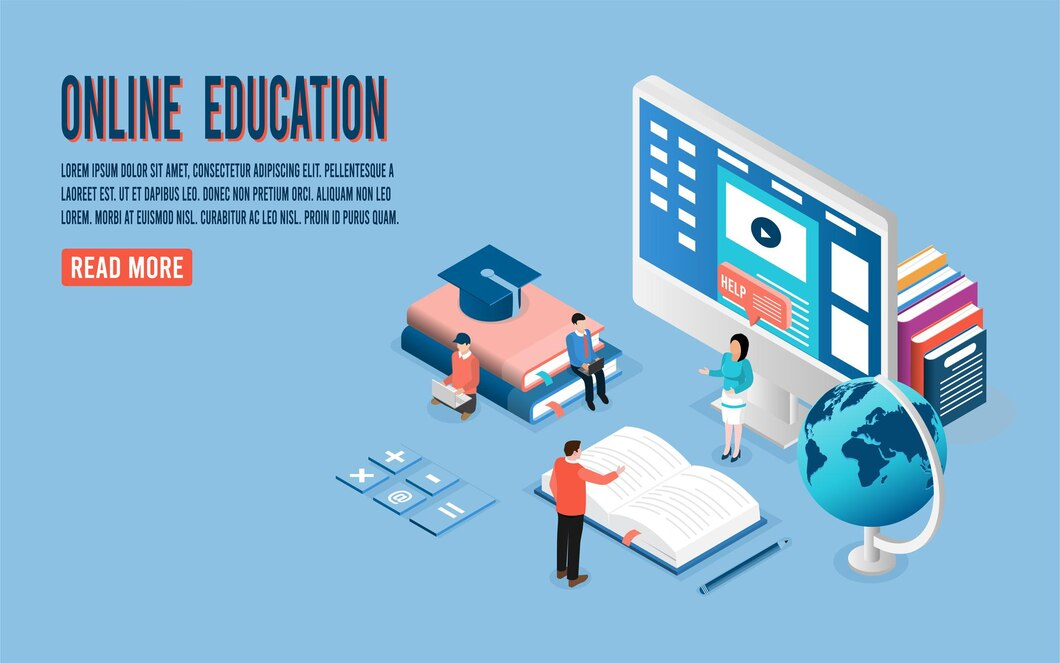 ONLINE EDUCATION
LOREM IPSUM DOLOR SIT AMET, CONSECTETUR ADIPISCING ELIT. PELLENTESQUE A
LAOREET EST. UT ET DAPIBUS LEO. DONEC NON PRETIUM ORCI. ALIQUAM NON LEO
LOREM. MORBI AT EUISMOD NISL. CURABITUR AC LEO NISL. PROIN ID PURUS QUAM.
READ MORE
HELP
+
×
-
@
=